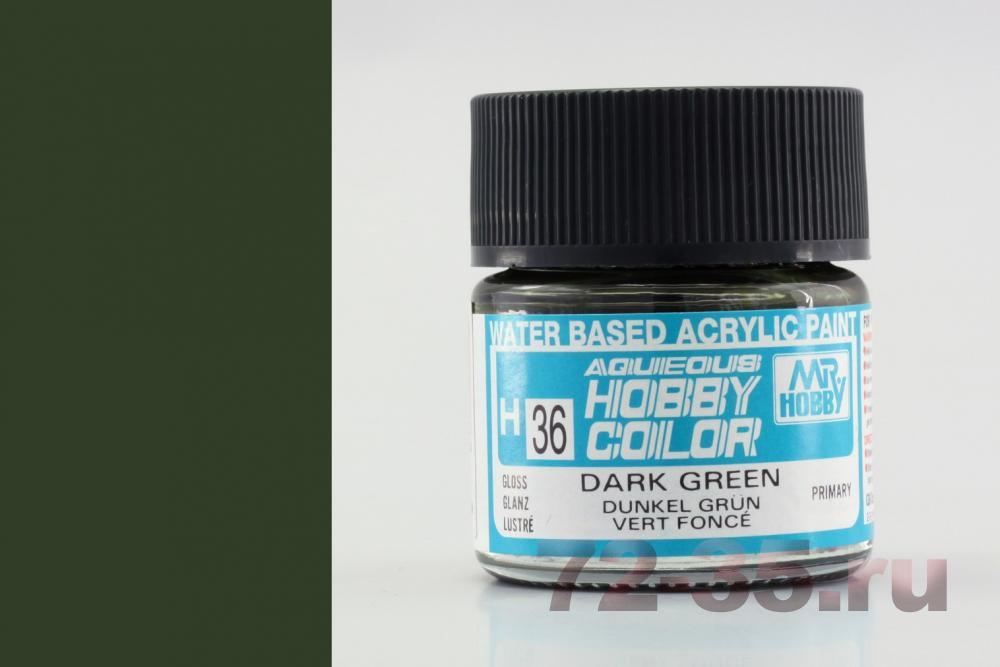 WATER BASED ACRYLIC PAINT
AQUEOUS
HOBBY
COLOR
MR
HOBBY
H 36
DARK GREEN
DUNKEL GRÜN
VERT FONCÉ
GLOSS
GLANZ
LUSTRÉ
PRIMARY
72-35.ru